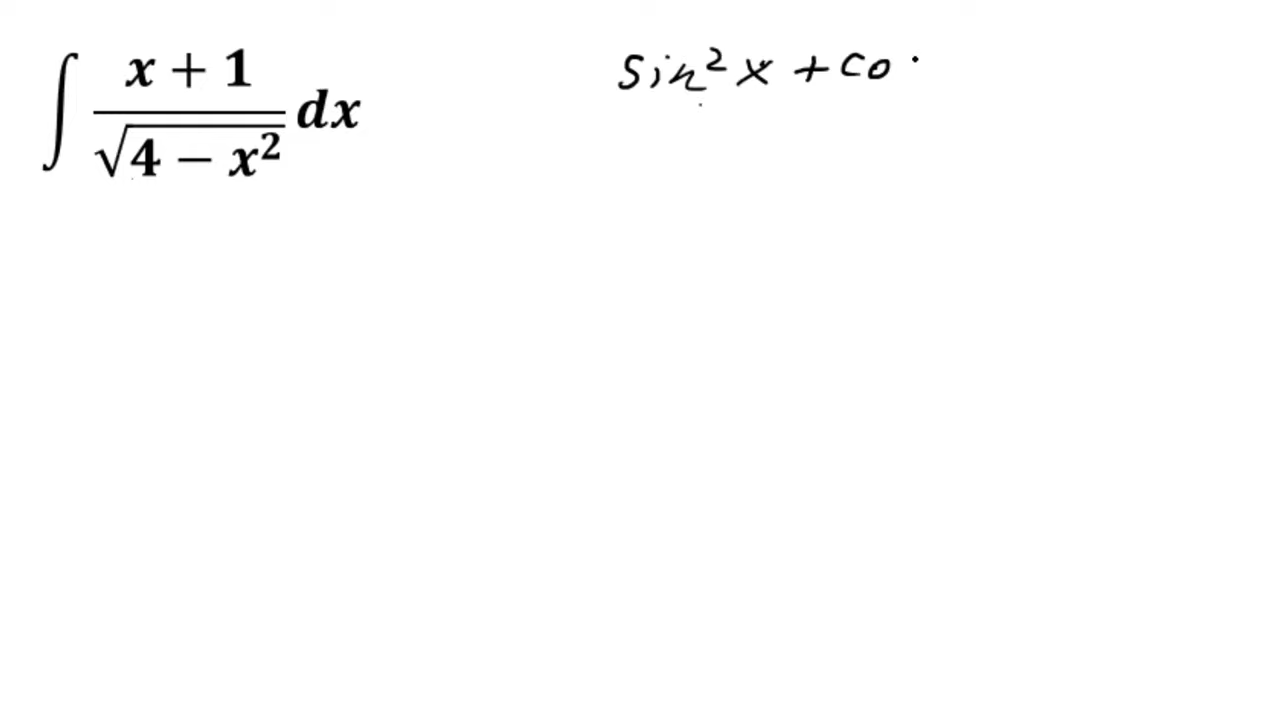 ∫ (x + 1)/√(4 − x²) dx
sin²x + co